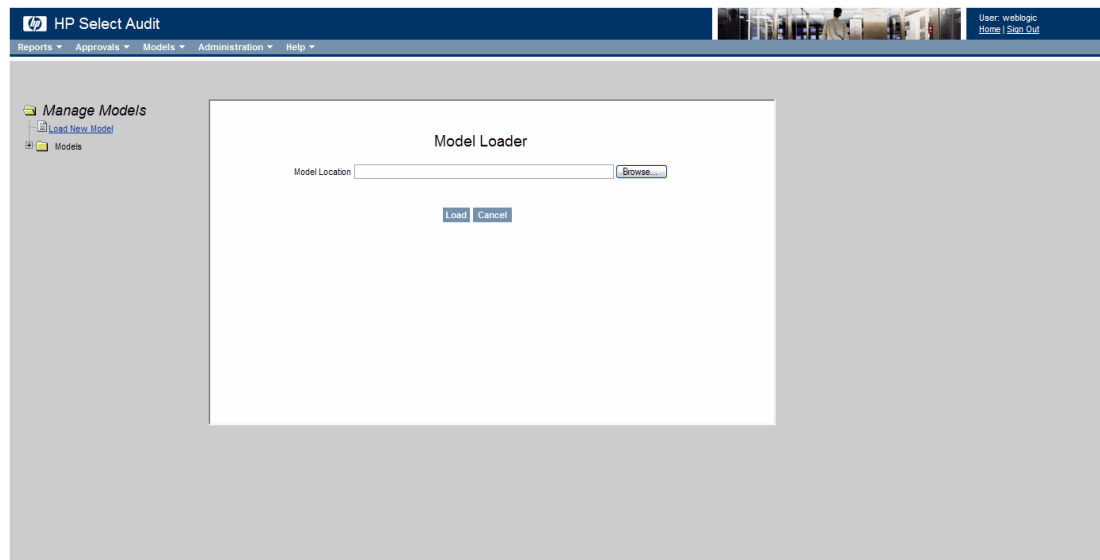 hp HP Select Audit
User: weblogic
Home | Sign Out
Reports Approvals Models Administration Help
Manage Models
Load New Model
Models
Model Loader
Model Location Browse...
Load Cancel